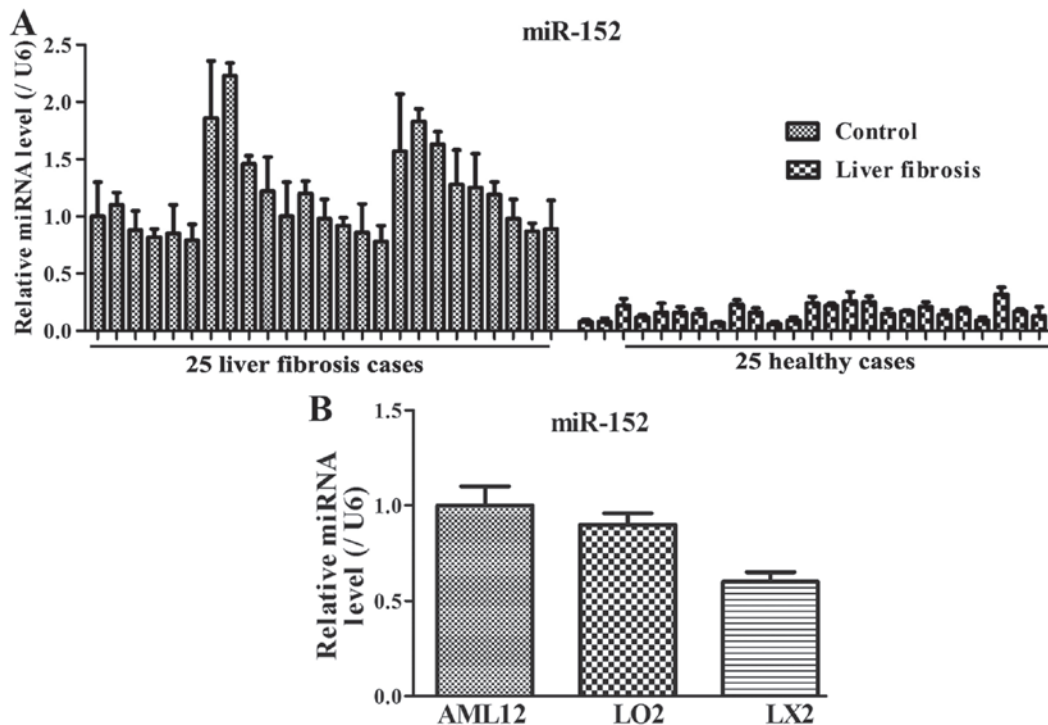 A
miR-152
Relative miRNA level (/ U6)
2.5
2.0
1.5
1.0
0.5
0.0
Control
Liver fibrosis
25 liver fibrosis cases
25 healthy cases
B
miR-152
Relative miRNA
level (/ U6)
1.5
1.0
0.5
0.0
AML12
LO2
LX2